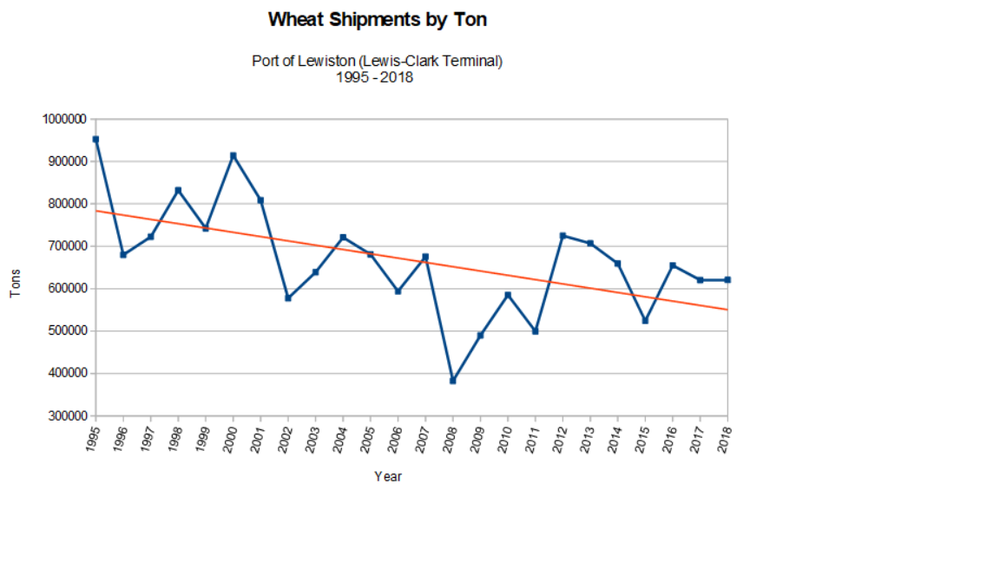 Wheat Shipments by Ton
Port of Lewiston (Lewis-Clark Terminal)
1995 - 2018
1000000
900000
800000
700000
600000
500000
400000
300000
Tons
1995 1996 1997 1998 1999 2000 2001 2002 2003 2004 2005 2006 2007 2008 2009 2010 2011 2012 2013 2014 2015 2016 2017 2018
Year